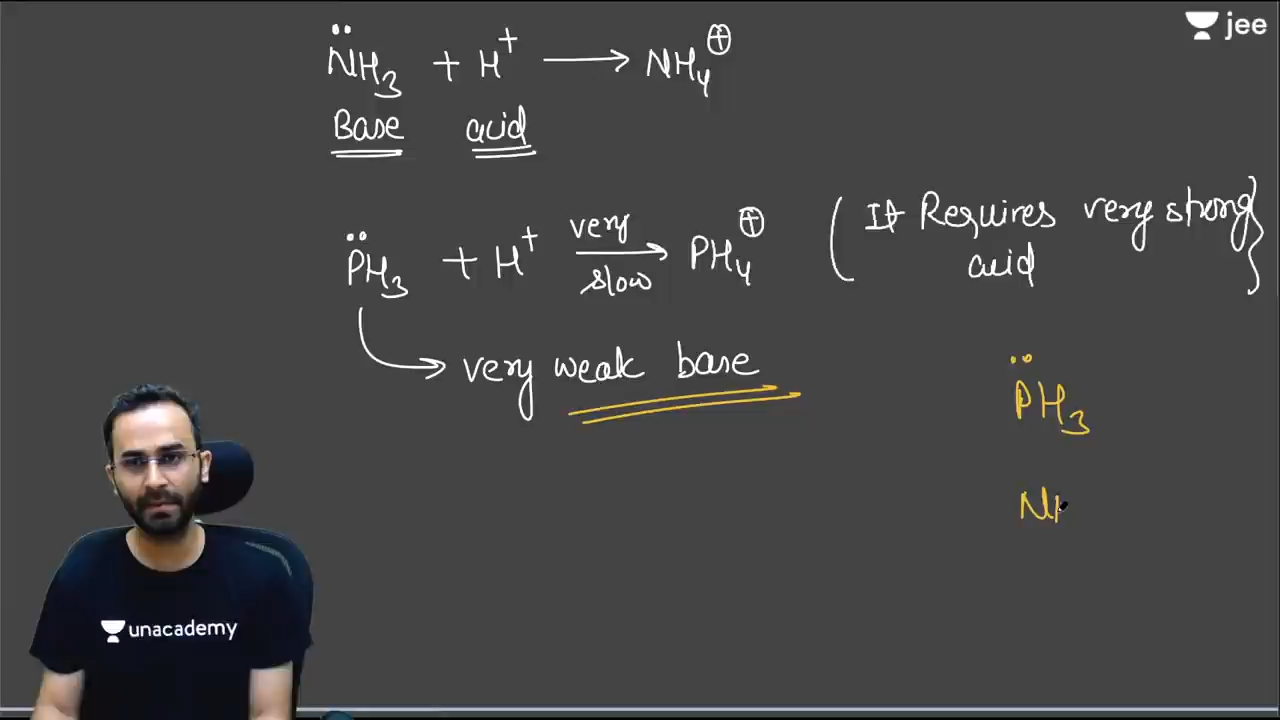 jee
N̈H₃ + H⁺ ⟶ NH₄⊕
Base acid
P̈H₃ + H⁺ very slow ⟶ PH₄⊕ ( It Requires very strong
acid }
very weak base
P̈H₃
N
unacademy